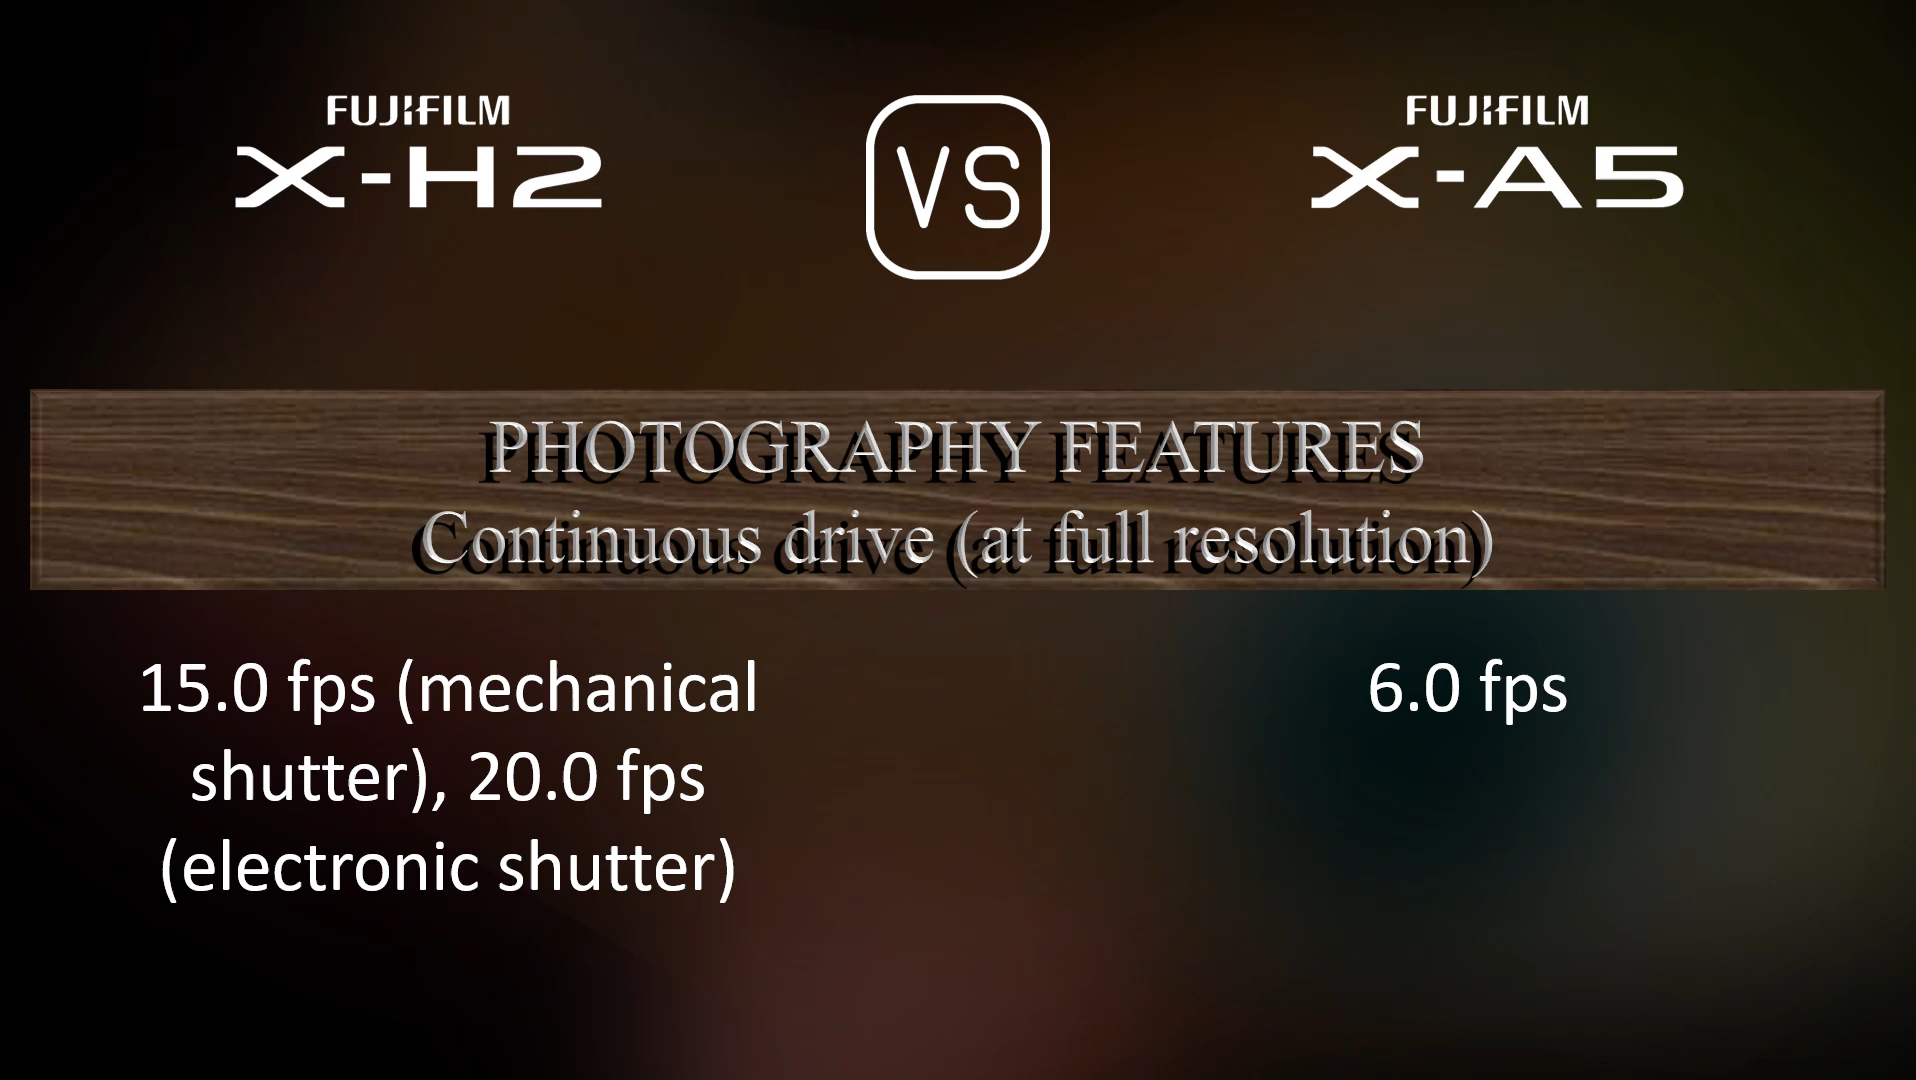 FUJIFILM
X-H2
VS
FUJIFILM
X-A5
PHOTOGRAPHY FEATURES
Continuous drive (at full resolution)
15.0 fps (mechanical
shutter), 20.0 fps
(electronic shutter)
6.0 fps